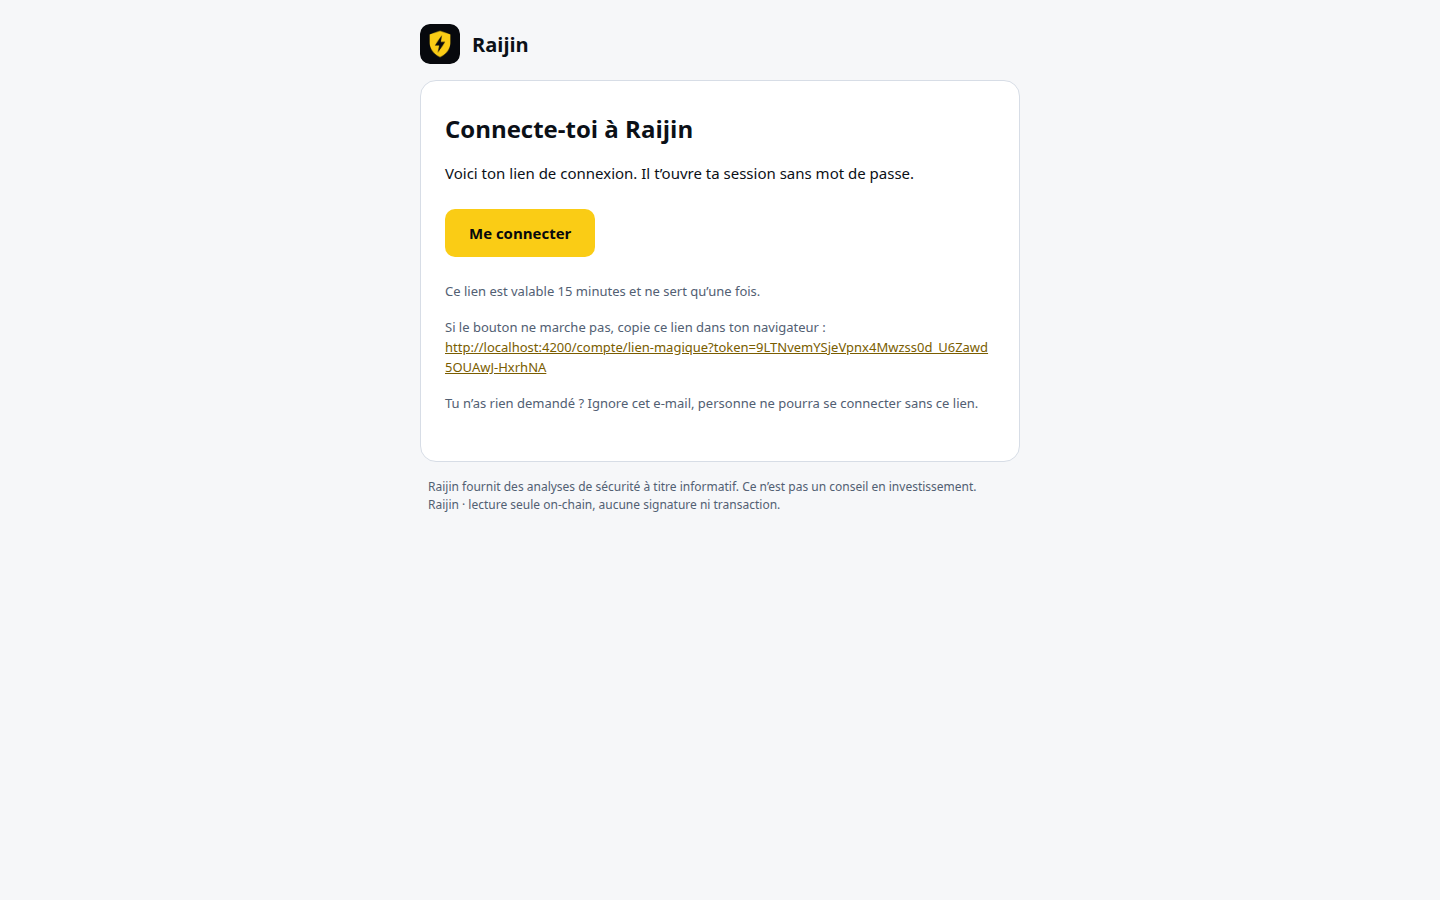 Raijin
Connecte-toi à Raijin
Voici ton lien de connexion. Il t’ouvre ta session sans mot de passe.
Me connecter
Ce lien est valable 15 minutes et ne sert qu’une fois.
Si le bouton ne marche pas, copie ce lien dans ton navigateur :
http://localhost:4200/compte/lien-magique?token=9LTNvemYSjeVpnx4Mwzss0d_U6Zawd
5OUAwJ-HxrhNA
Tu n’as rien demandé ? Ignore cet e-mail, personne ne pourra se connecter sans ce lien.
Raijin fournit des analyses de sécurité à titre informatif. Ce n’est pas un conseil en investissement.
Raijin · lecture seule on-chain, aucune signature ni transaction.